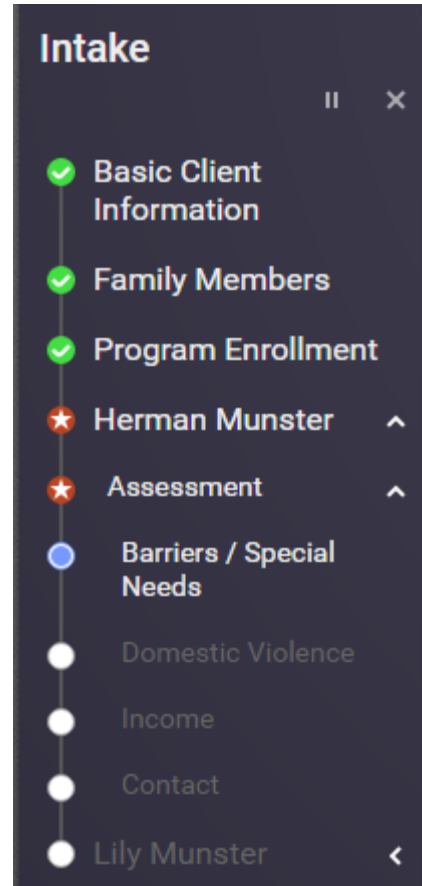 Intake
Basic Client
Information
Family Members
Program Enrollment
Herman Munster
Assessment
Barriers / Special
Needs
Domestic Violence
Income
Contact
Lily Munster